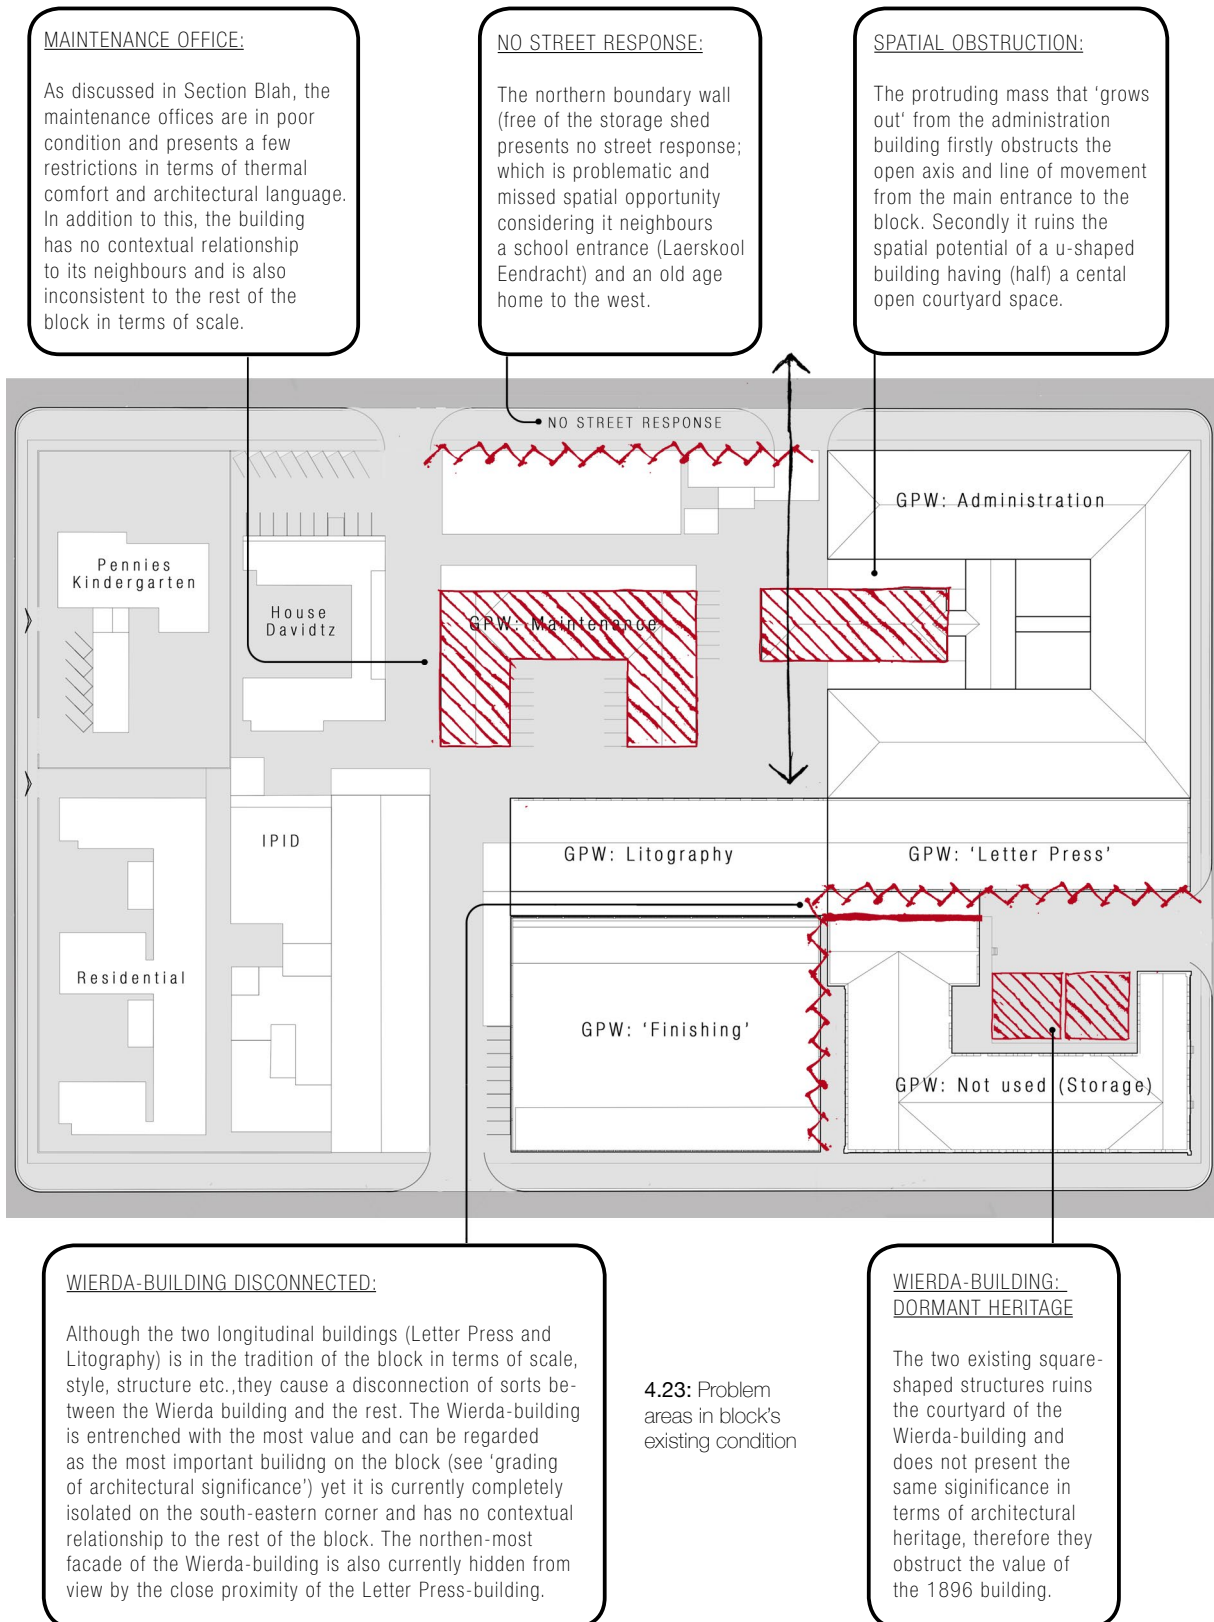 MAINTENANCE OFFICE:
As discussed in Section Blah, the
maintenance offices are in poor
condition and presents a few
restrictions in terms of thermal
comfort and architectural language.
In addition to this, the building
has no contextual relationship
to its neighbours and is also
inconsistent to the rest of the
block in terms of scale.
NO STREET RESPONSE:
The northern boundary wall
(free of the storage shed
presents no street response;
which is problematic and
missed spatial opportunity
considering it neighbours
a school entrance (Laerskool
Eendracht) and an old age
home to the west.
SPATIAL OBSTRUCTION:
The protruding mass that ‘grows
out‘ from the administration
building firstly obstructs the
open axis and line of movement
from the main entrance to the
block. Secondly it ruins the
spatial potential of a u-shaped
building having (half) a cental
open courtyard space.
NO STREET RESPONSE
GPW: Administration
Pennies
Kindergarten
House
Davidtz
GPW: Maintenance
IPID
GPW: Litography
GPW: ‘Letter Press’
Residential
GPW: ‘Finishing’
GPW: Not used (Storage)
WIERDA-BUILDING DISCONNECTED:
Although the two longitudinal buildings (Letter Press and
Litography) is in the tradition of the block in terms of scale,
style, structure etc.,they cause a disconnection of sorts be-
tween the Wierda building and the rest. The Wierda-building
is entrenched with the most value and can be regarded
as the most important builidng on the block (see ‘grading
of architectural significance’) yet it is currently completely
isolated on the south-eastern corner and has no contextual
relationship to the rest of the block. The northen-most
facade of the Wierda-building is also currently hidden from
view by the close proximity of the Letter Press-building.
4.23: Problem
areas in block's
existing condition
WIERDA-BUILDING:
DORMANT HERITAGE
The two existing square-
shaped structures ruins
the courtyard of the
Wierda-building and
does not present the
same siginificance in
terms of architectural
heritage, therefore they
obstruct the value of
the 1896 building.